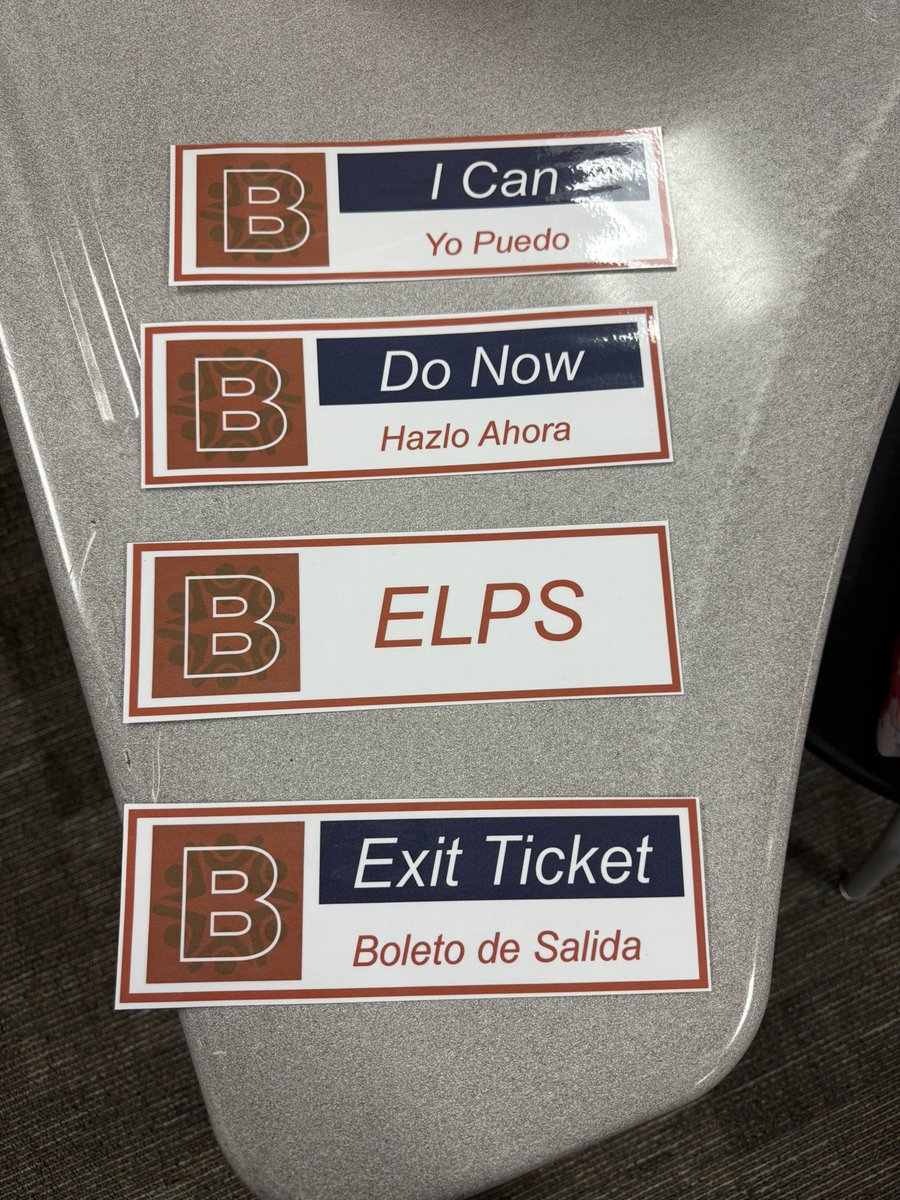 B
I Can
Yo Puedo
B
Do Now
Hazlo Ahora
B
ELPS
B
Exit Ticket
Boleto de Salida